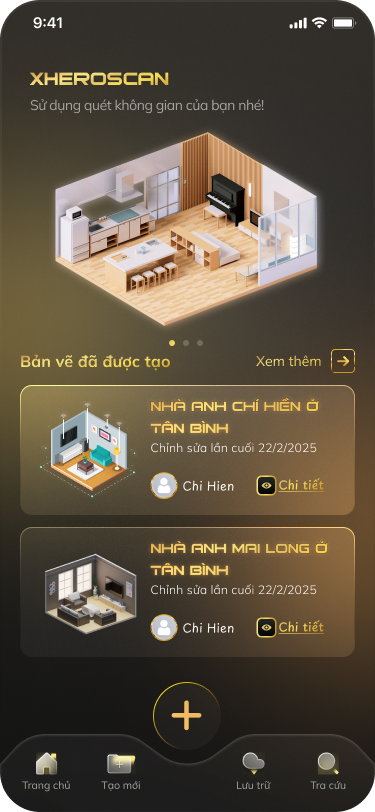 9:41
XHEROSCAN
Sử dụng quét không gian của bạn nhé!
Bản vẽ đã được tạo
Xem thêm
NHÀ ANH CHÍ HIỀN Ở
TÂN BÌNH
Chỉnh sửa lần cuối 22/2/2025
Chí Hien
Chi tiết
NHÀ ANH MAI LONG Ở
TÂN BÌNH
Chỉnh sửa lần cuối 22/2/2025
Chí Hien
Chi tiết
Trang chủ
Tạo mới
Lưu trữ
Tra cứu